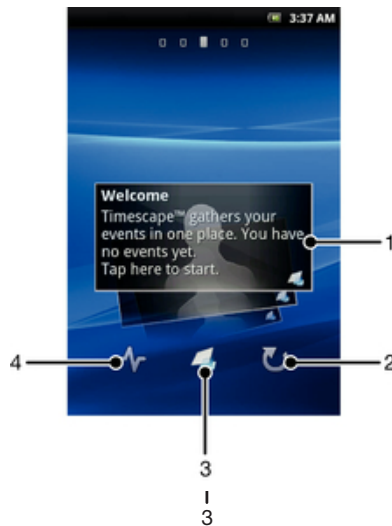 3:37 AM
Welcome
Timescape™ gathers your
events in one place. You have
no events yet.
Tap here to start.
1
4
2
3
3